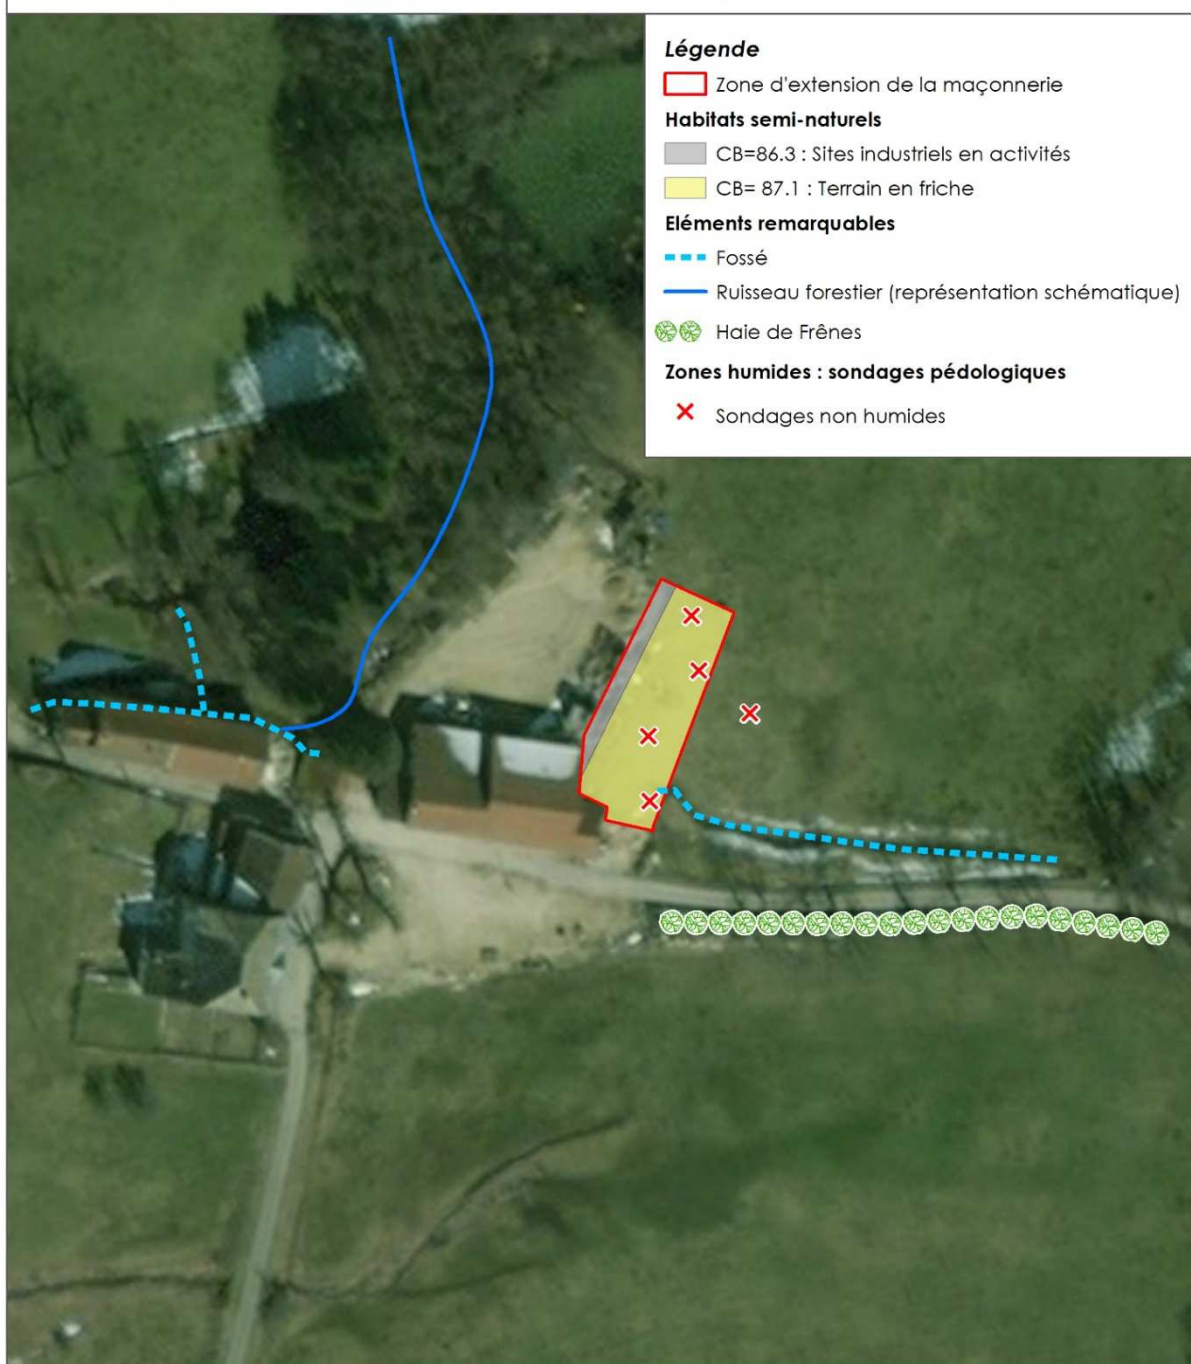 Légende
Zone d'extension de la maçonnerie
Habitats semi-naturels
CB=86.3 : Sites industriels en activités
CB= 87.1 : Terrain en friche
Eléments remarquables
Fossé
Ruisseau forestier (représentation schématique)
Haie de Frênes
Zones humides : sondages pédologiques
Sondages non humides